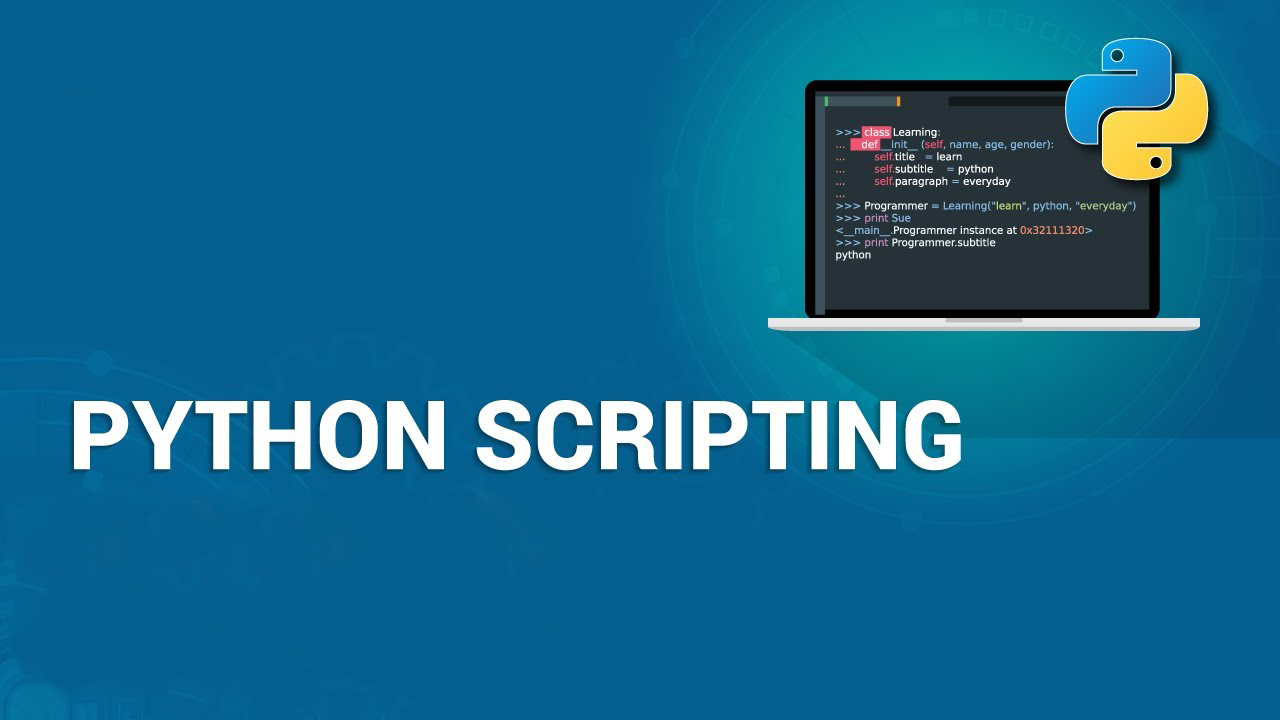 >>> class Learning:
... def __init__ (self, name, age, gender):
... self.title = learn
... self.subtitle = python
... self.paragraph = everyday
...
>>> Programmer = Learning("learn", python, "everyday")
>>> print Sue
<__main__.Programmer instance at 0x32111320>
>>> print Programmer.subtitle
python
PYTHON SCRIPTING